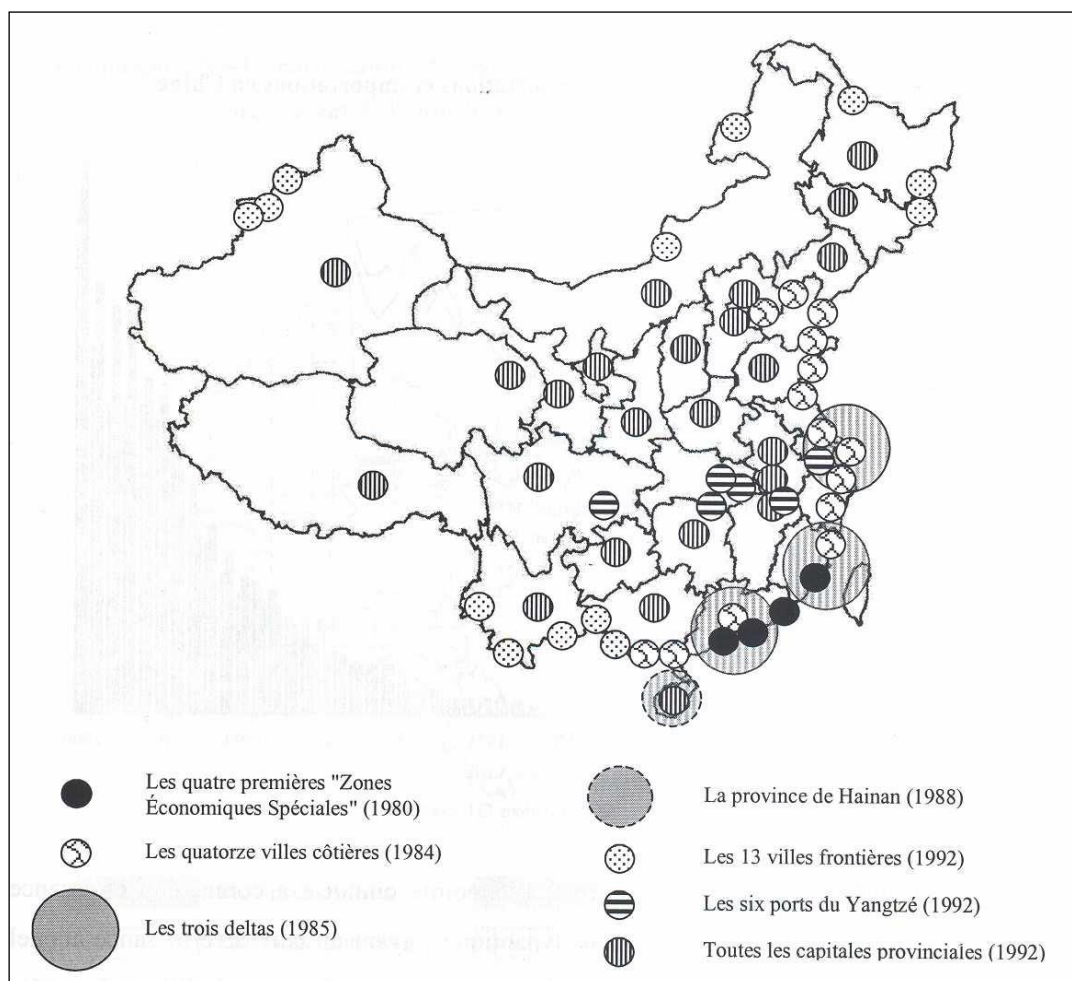 Les quatre premières "Zones
Économiques Spéciales" (1980)
Les quatorze villes côtières (1984)
Les trois deltas (1985)
La province de Hainan (1988)
Les 13 villes frontières (1992)
Les six ports du Yangtzé (1992)
Toutes les capitales provinciales (1992)